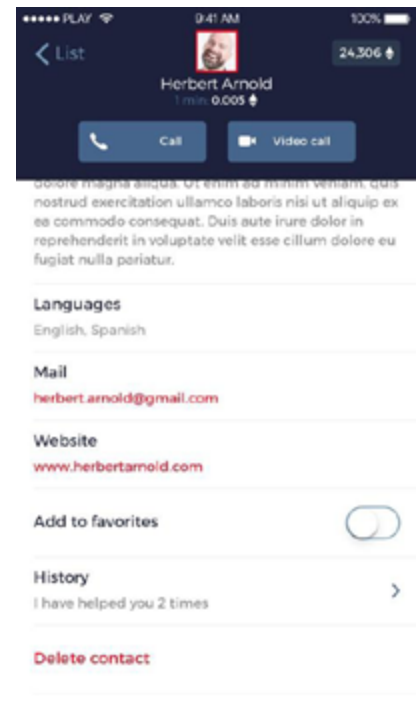 PLAY 9:41 AM 100%
List
24,306
Herbert Arnold
1 min: 0.005
Call Video call
dolore magna aliqua. Ut enim ad minim veniam, quis
nostrud exercitation ullamco laboris nisi ut aliquip ex
ea commodo consequat. Duis aute irure dolor in
reprehenderit in voluptate velit esse cillum dolore eu
fugiat nulla pariatur.
Languages
English, Spanish
Mail
herbert.arnold@gmail.com
Website
www.herbertarnold.com
Add to favorites
History
I have helped you 2 times
Delete contact